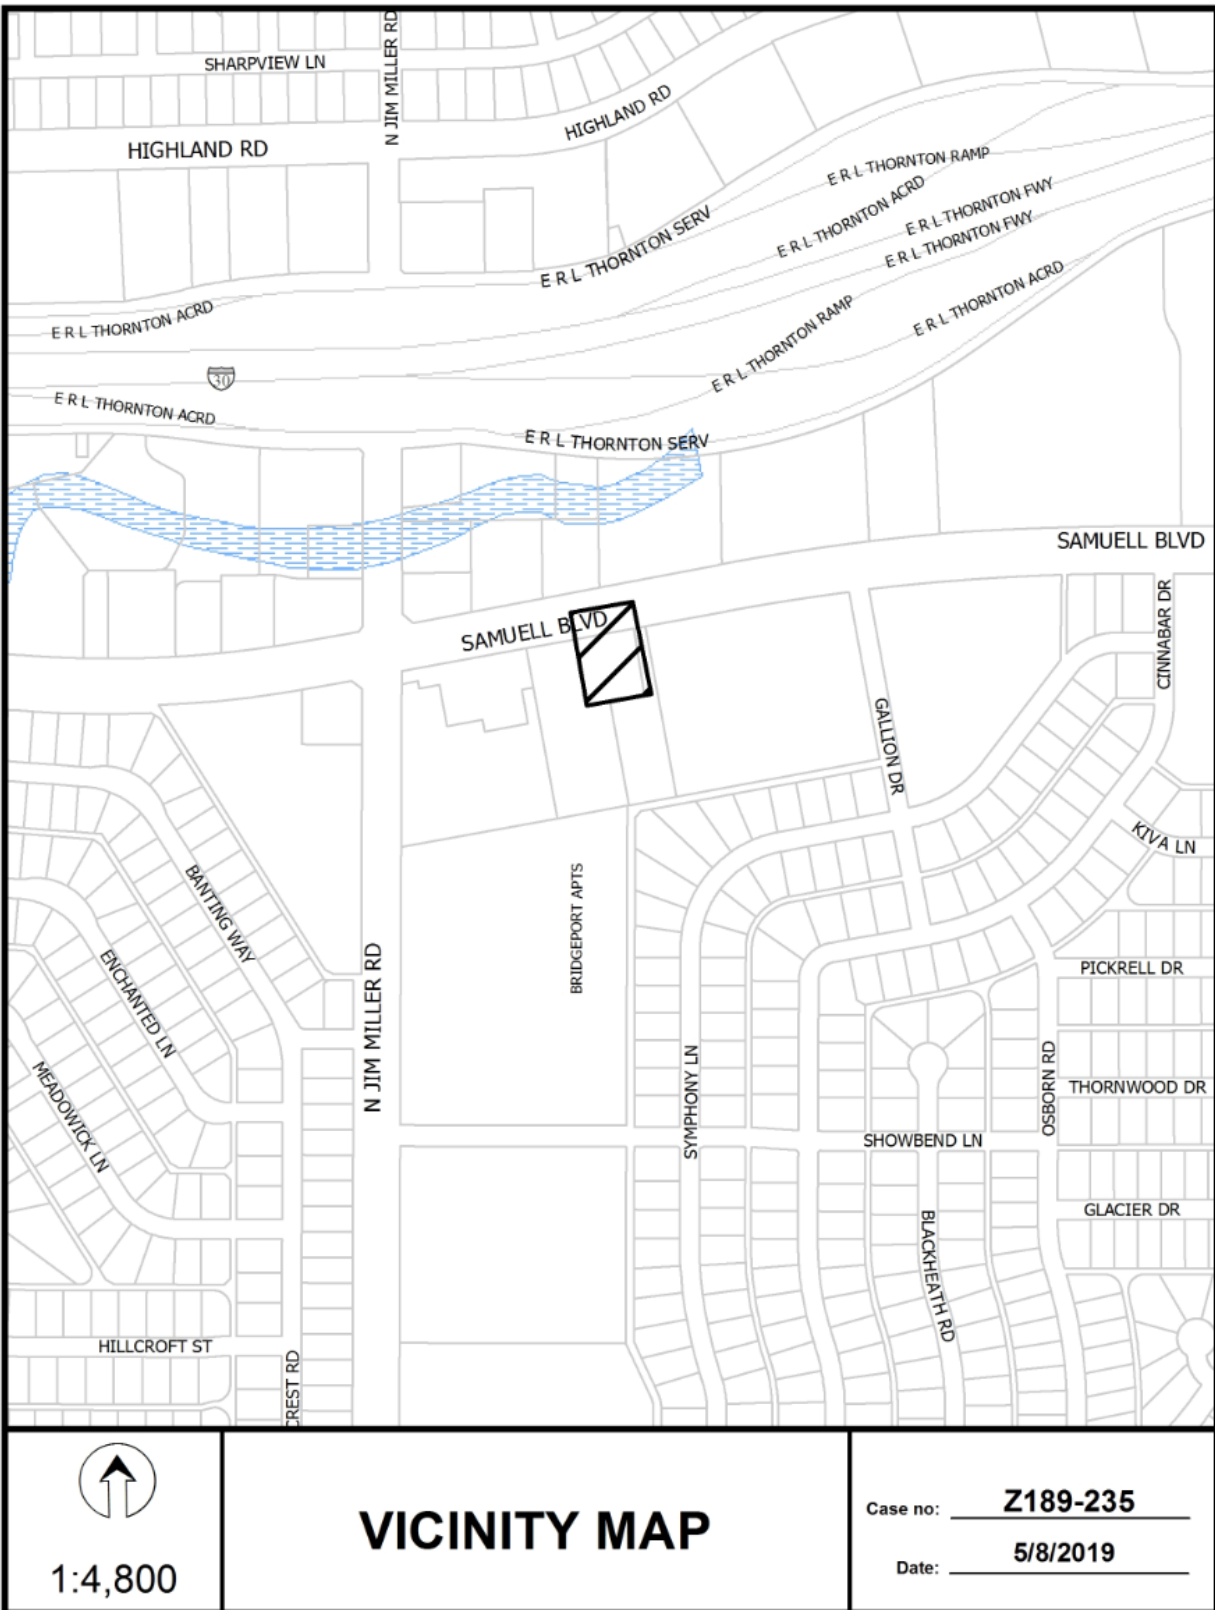 SHARPVIEW LN
N JIM MILLER RD
HIGHLAND RD
HIGHLAND RD
E R L THORNTON RAMP
E R L THORNTON ACRD
E R L THORNTON FWY
E R L THORNTON FWY
E R L THORNTON SERV
E R L THORNTON ACRD
E R L THORNTON ACRD
E R L THORNTON RAMP
30
E R L THORNTON ACRD
E R L THORNTON SERV
SAMUELL BLVD
SAMUELL BLVD
CINNABAR DR
GALLION DR
KIVA LN
BANTING WAY
BRIDGEPORT APTS
ENCHANTED LN
N JIM MILLER RD
PICKRELL DR
MEADOWICK LN
SYMPHONY LN
OSBORN RD
THORNWOOD DR
SHOWBEND LN
GLACIER DR
BLACKHEATH RD
HILLCROFT ST
CREST RD
1:4,800
VICINITY MAP
Case no: Z189-235
Date: 5/8/2019